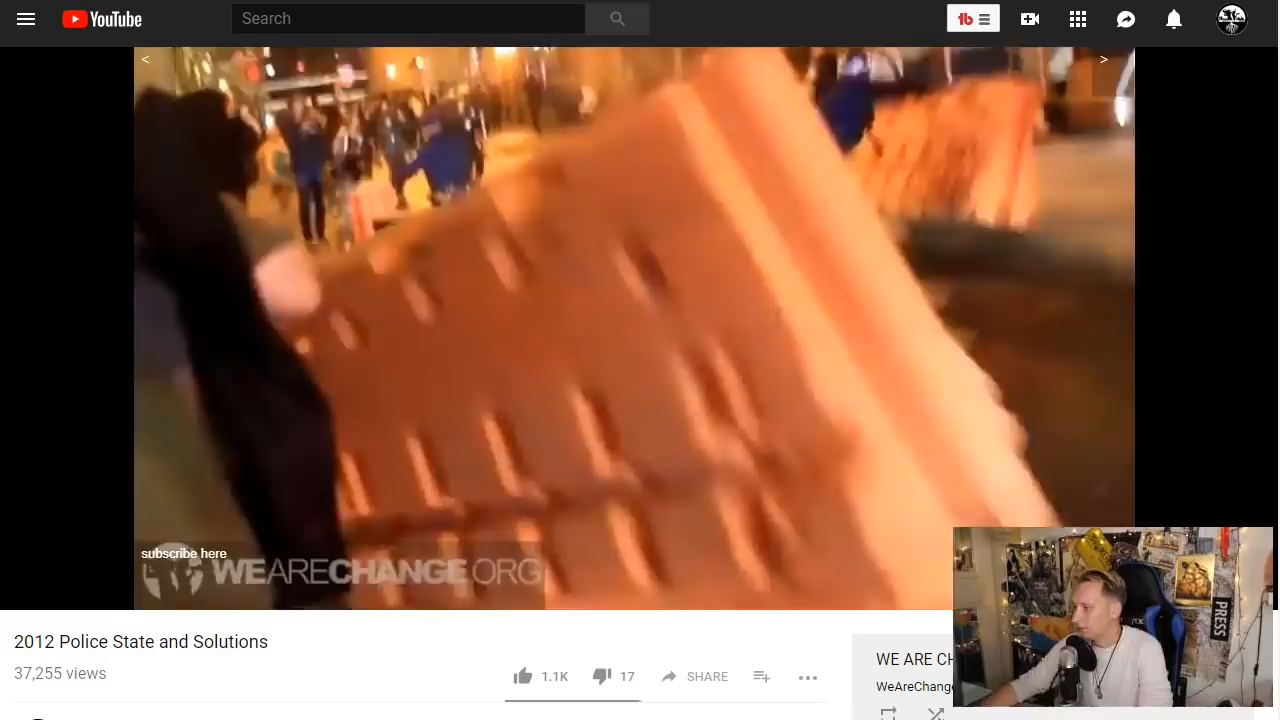 YouTube
Search
<
>
subscribe here
WEARECHANGE.ORG
2012 Police State and Solutions
37,255 views
1.1K
17
SHARE
WE ARE CH
WeAreChange
PRESS